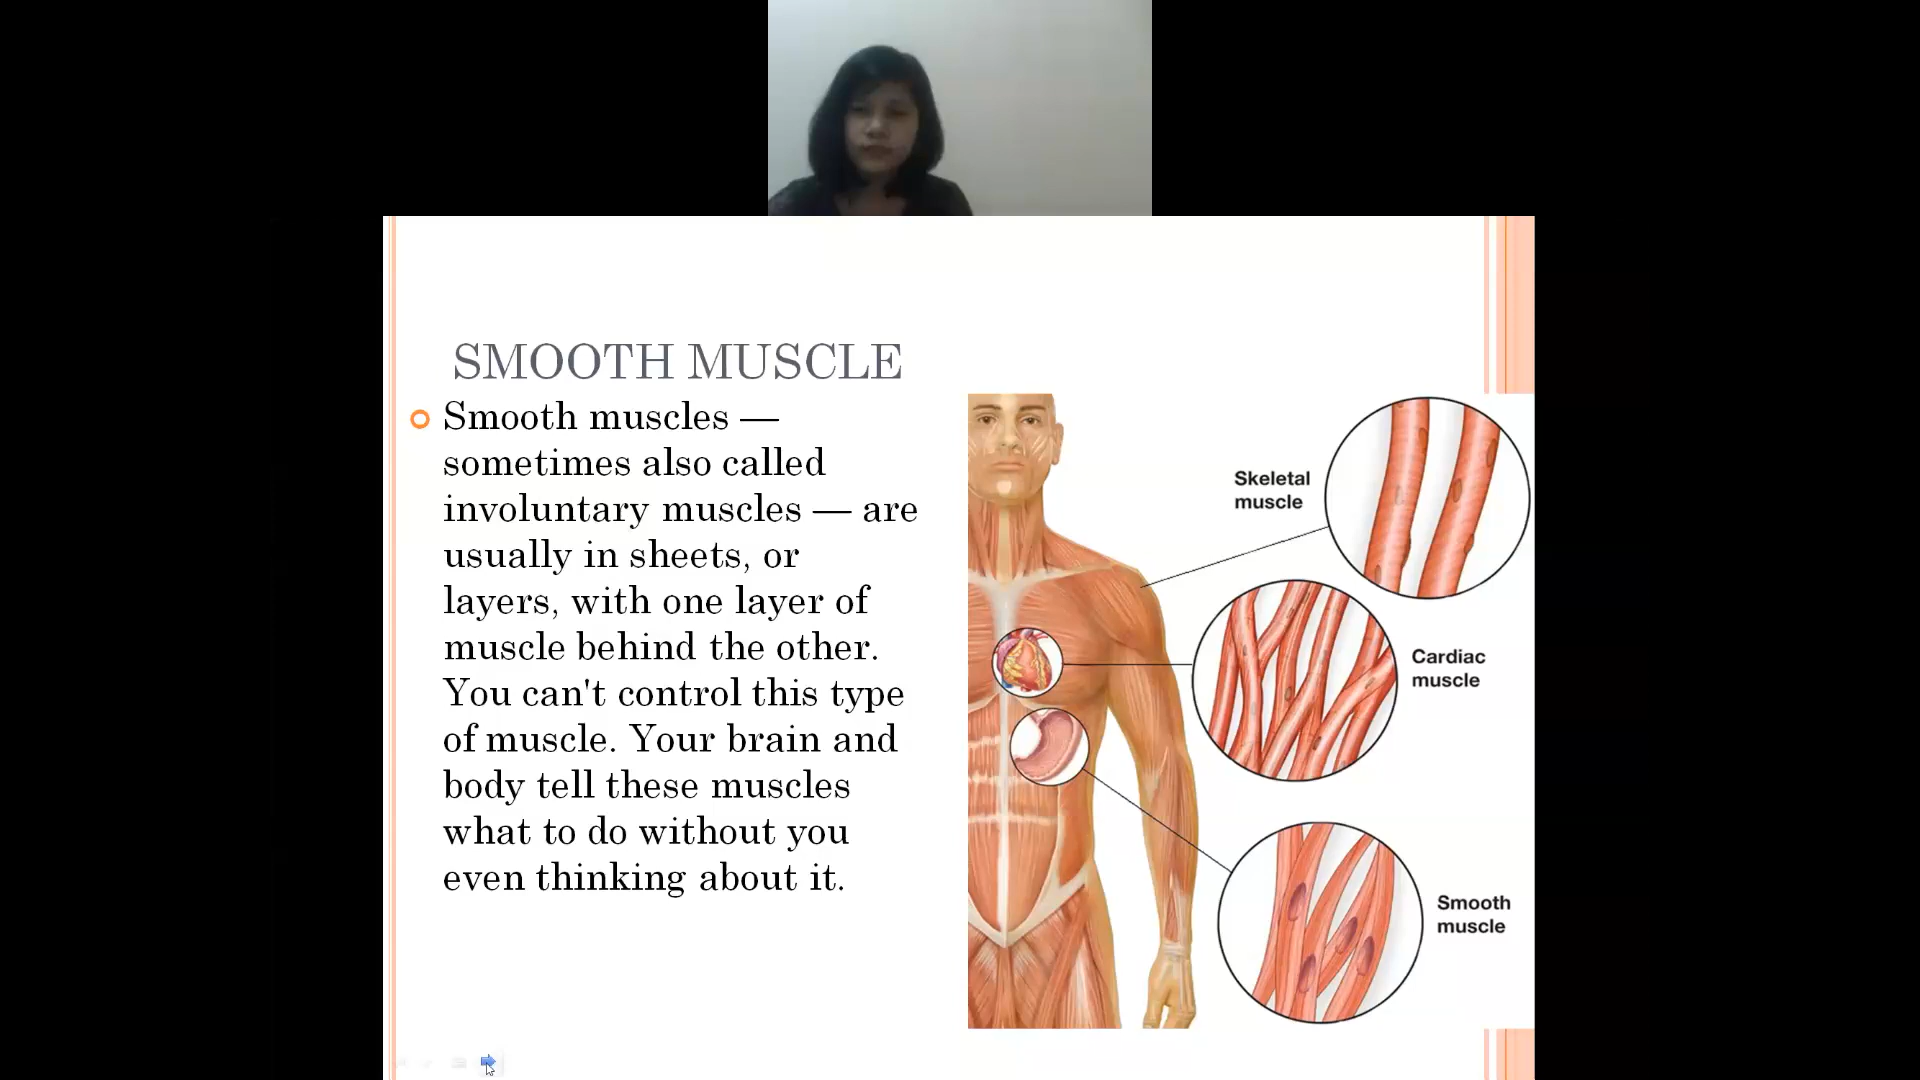 SMOOTH MUSCLE
Smooth muscles —
sometimes also called
involuntary muscles — are
usually in sheets, or
layers, with one layer of
muscle behind the other.
You can't control this type
of muscle. Your brain and
body tell these muscles
what to do without you
even thinking about it.
Skeletal
muscle
Cardiac
muscle
Smooth
muscle